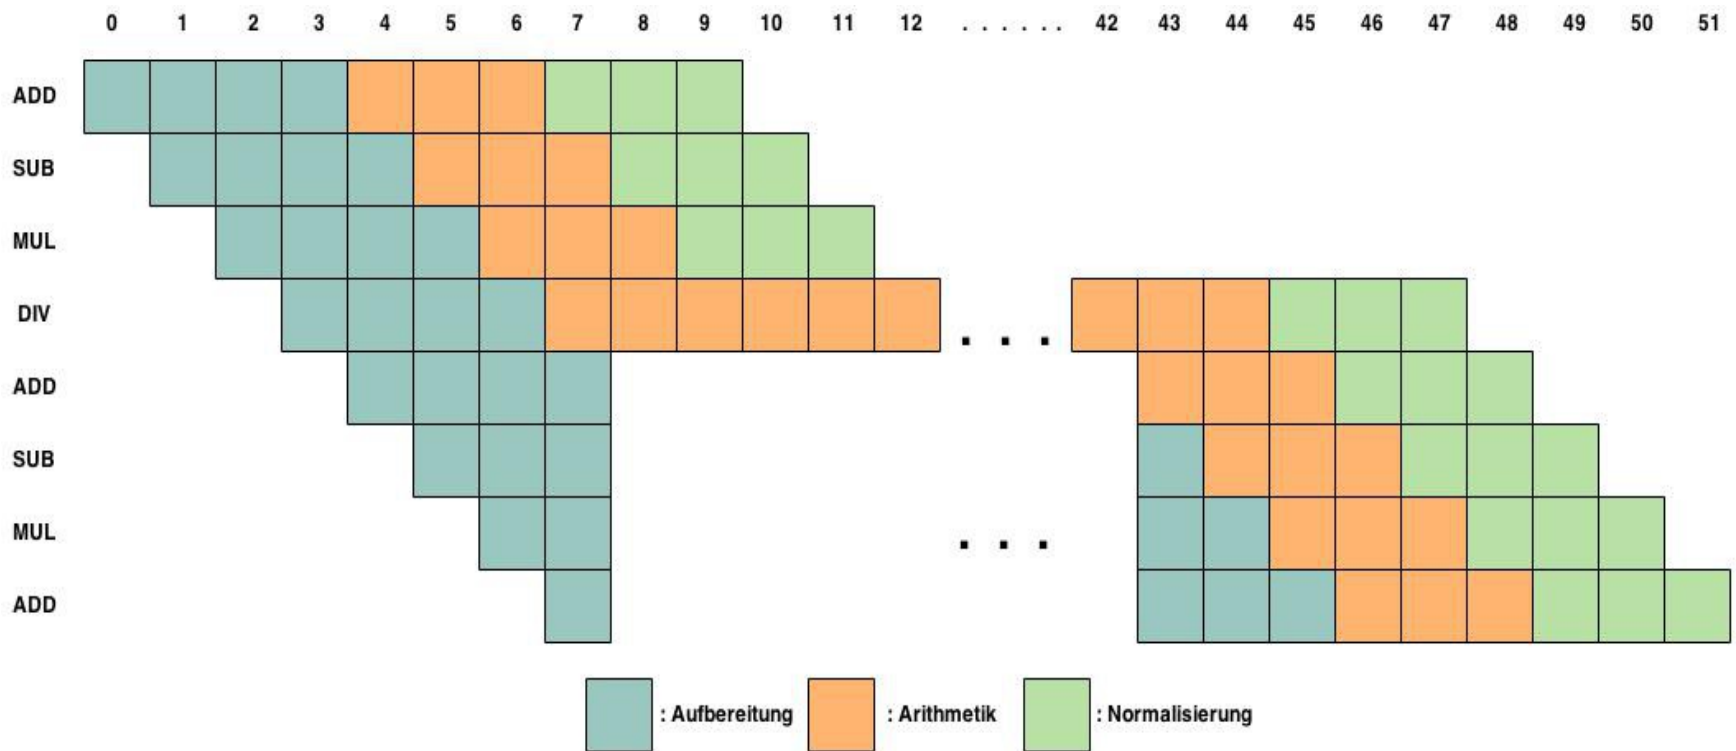 0 1 2 3 4 5 6 7 8 9 10 11 12 . . . . . . 42 43 44 45 46 47 48 49 50 51
ADD
SUB
MUL
DIV . . .
ADD
SUB
MUL . . .
ADD
: Aufbereitung : Arithmetik : Normalisierung